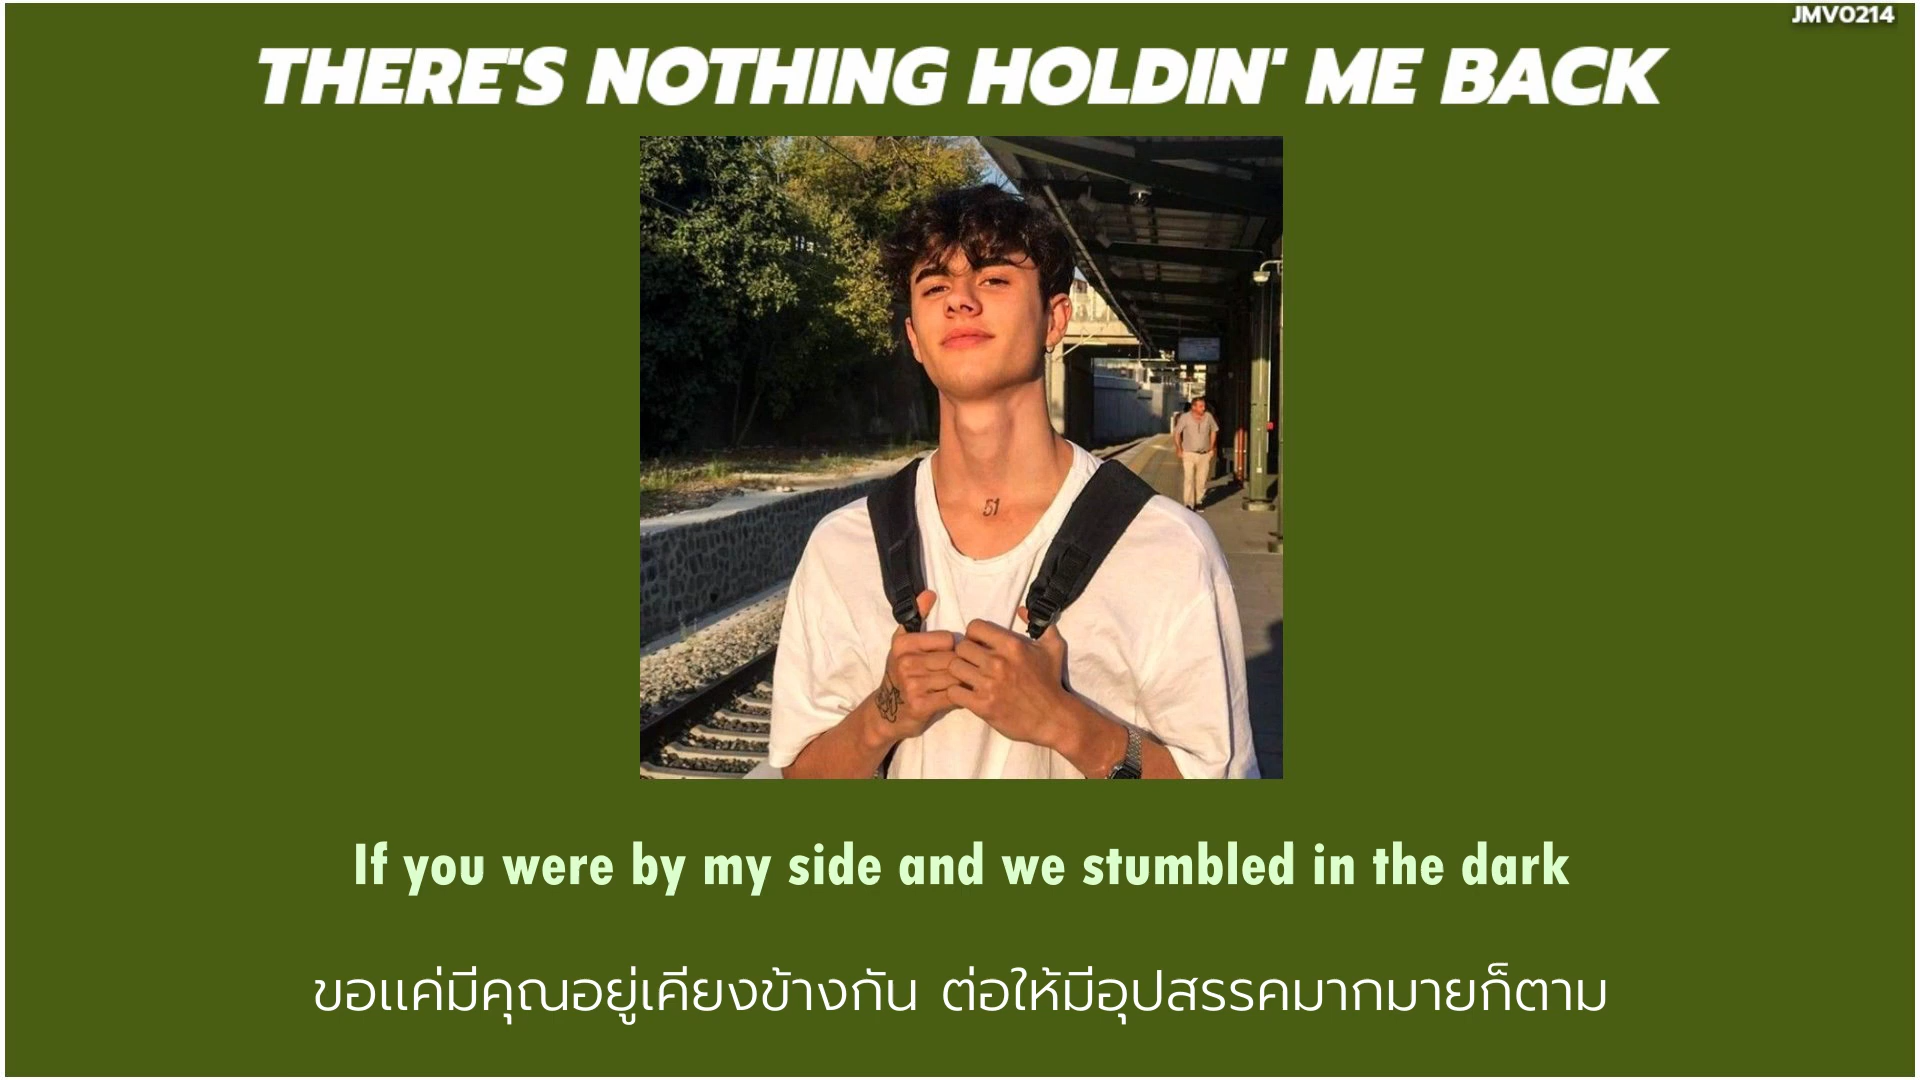 JMV0214
THERE'S NOTHING HOLDIN' ME BACK
51
If you were by my side and we stumbled in the dark
ขอแค่มีคุณอยู่เคียงข้างกัน ต่อให้มีอุปสรรคมากมายก็ตาม